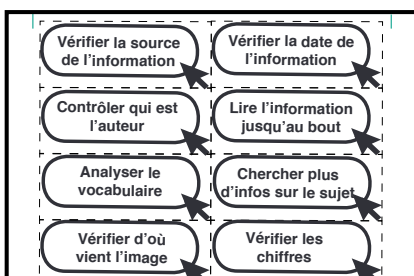 Vérifier la source
de l'information
Vérifier la date de
l'information
Contrôler qui est
l'auteur
Lire l'information
jusqu'au bout
Analyser le
vocabulaire
Chercher plus
d'infos sur le sujet
Vérifier d'où
vient l'image
Vérifier les
chiffres